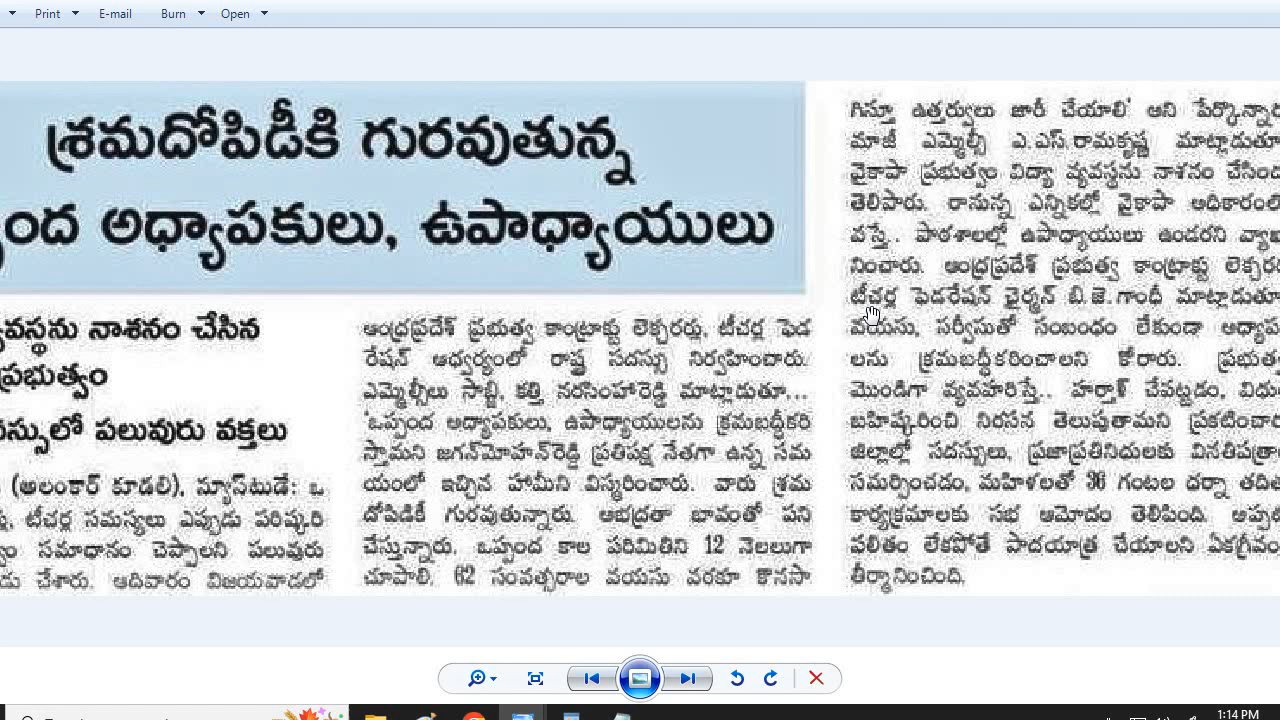 Print E-mail Burn Open
శ్రమదోపిడీకి గురవుతున్న
అధ్యాపకులు, ఉపాధ్యాయులు
నాశనం చేసిన
ప్రభుత్వం
పలువురు వక్తలు
(అలంకార్ కూడలి), న్యూస్‌టుడే: ఒ
టీచర్ల సమస్యలు ఎప్పుడు పరిష్కరి
సమాధానం చెప్పాలని పలువురు
చేశారు. ఆదివారం విజయవాడలో
ఆంధ్రప్రదేశ్ ప్రభుత్వ కాంట్రాక్టు లెక్చరర్లు, టీచర్ల ఫెడ
రేషన్ ఆధ్వర్యంలో రాష్ట్ర సదస్సు నిర్వహించారు.
ఎమ్మెల్సీలు సాబ్జి, కత్తి నరసింహారెడ్డి మాట్లాడుతూ...
'ఒప్పంద అధ్యాపకులు, ఉపాధ్యాయులను క్రమబద్ధీకరి
స్తామని జగన్‌మోహన్‌రెడ్డి ప్రతిపక్ష నేతగా ఉన్న సమ
యంలో ఇచ్చిన హామీని విస్మరించారు. వారు శ్రమ
దోపిడీకి గురవుతున్నారు. అభద్రతా భావంతో పని
చేస్తున్నారు. ఒప్పంద కాల పరిమితిని 12 నెలలుగా
చూపాలి. 62 సంవత్సరాల వయసు వరకూ కొనసా
గిస్తూ ఉత్తర్వులు జారీ చేయాలి' అని పేర్కొన్నార
మాజీ ఎమ్మెల్సీ ఎ.ఎస్.రామకృష్ణ మాట్లాడుతూ
వైకాపా ప్రభుత్వం విద్యా వ్యవస్థను నాశనం చేసింద
తెలిపారు. రానున్న ఎన్నికల్లో వైకాపా అధికారంల
వస్తే.. పాఠశాలల్లో ఉపాధ్యాయులు ఉండరని వ్యాఖ
నించారు. ఆంధ్రప్రదేశ్ ప్రభుత్వ కాంట్రాక్టు లెక్చరర
టీచర్ల ఫెడరేషన్ ఛైర్మన్ బి.జె.గాంధీ మాట్లాడుతూ
వయసు, సర్వీసుతో సంబంధం లేకుండా అధ్యాప
లను క్రమబద్ధీకరించాలని కోరారు. ప్రభుత
మొండిగా వ్యవహరిస్తే.. హర్తాళ్ చేపట్టడం, విధు
బహిష్కరించి నిరసన తెలుపుతామని ప్రకటించార
జిల్లాల్లో సదస్సులు, ప్రజాప్రతినిధులకు వినతిపత్రా
సమర్పించడం, మహిళలతో 36 గంటల ధర్నా తదిత
కార్యక్రమాలకు సభ ఆమోదం తెలిపింది. అప్పట
ఫలితం లేకపోతే పాదయాత్ర చేయాలని ఏకగ్రీవం
తీర్మానించింది.
1:14 PM